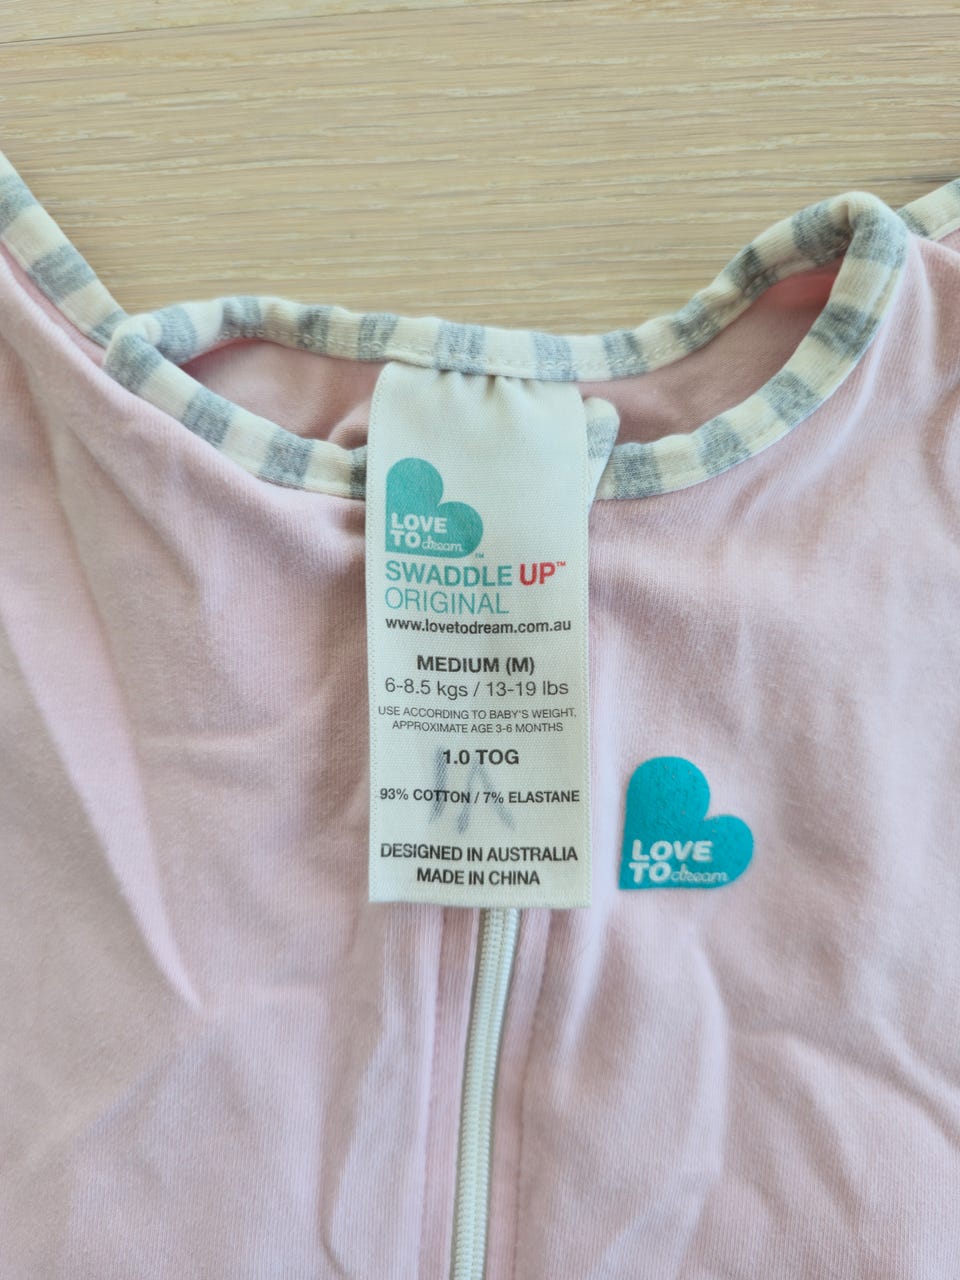 LOVE
TO dream™
SWADDLE UP™
ORIGINAL
www.lovetodream.com.au
MEDIUM (M)
6-8.5 kgs / 13-19 lbs
USE ACCORDING TO BABY'S WEIGHT,
APPROXIMATE AGE 3-6 MONTHS
1.0 TOG
93% COTTON / 7% ELASTANE
DESIGNED IN AUSTRALIA
MADE IN CHINA
LOVE
TO dream